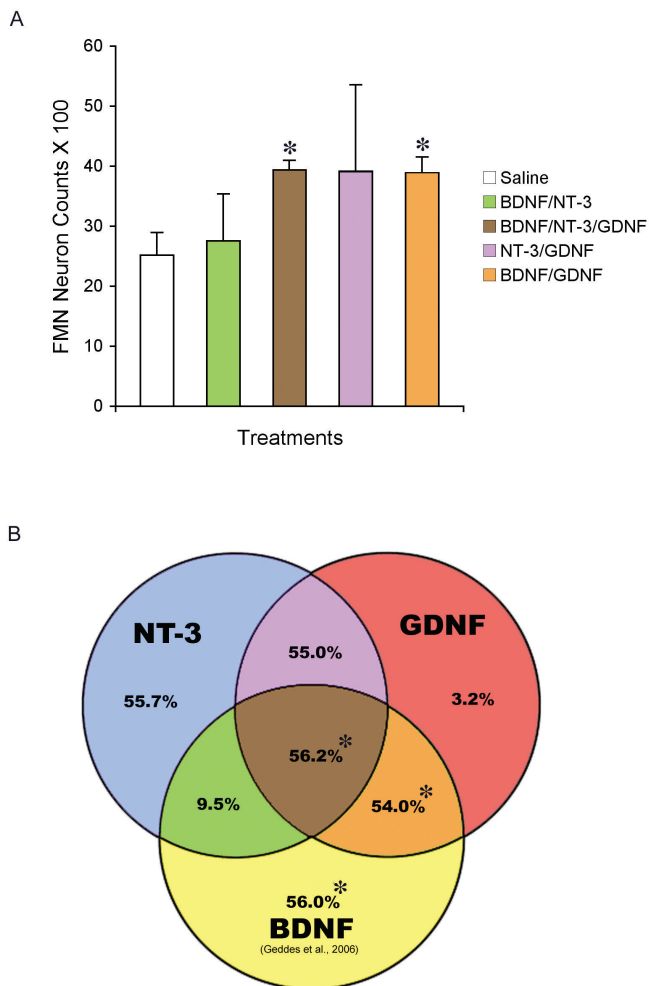 A
60
50
40
30
20
10
0
FMN Neuron Counts X 100
*
*
Treatments
Saline
BDNF/NT-3
BDNF/NT-3/GDNF
NT-3/GDNF
BDNF/GDNF
B
NT-3
GDNF
55.0%
55.7%
3.2%
56.2%*
9.5%
54.0%*
56.0%*
BDNF
(Geddes et al., 2006)